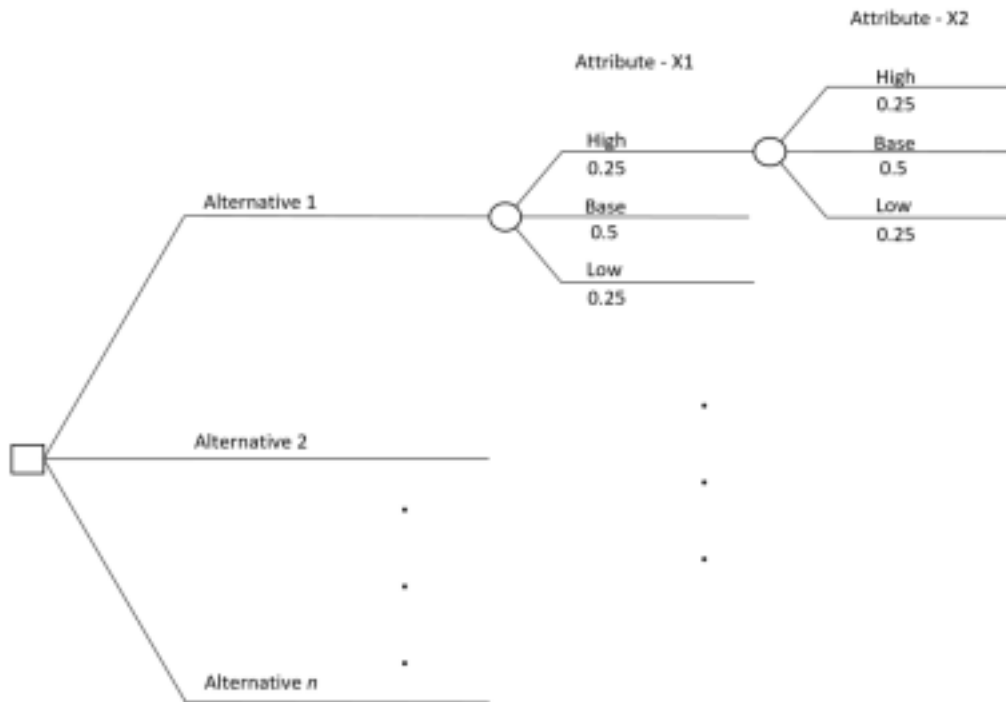 Attribute - X2
Attribute - X1
High
0.25
Base
0.5
Low
0.25
High
0.25
Base
0.5
Low
0.25
Alternative 1
Alternative 2
Alternative n